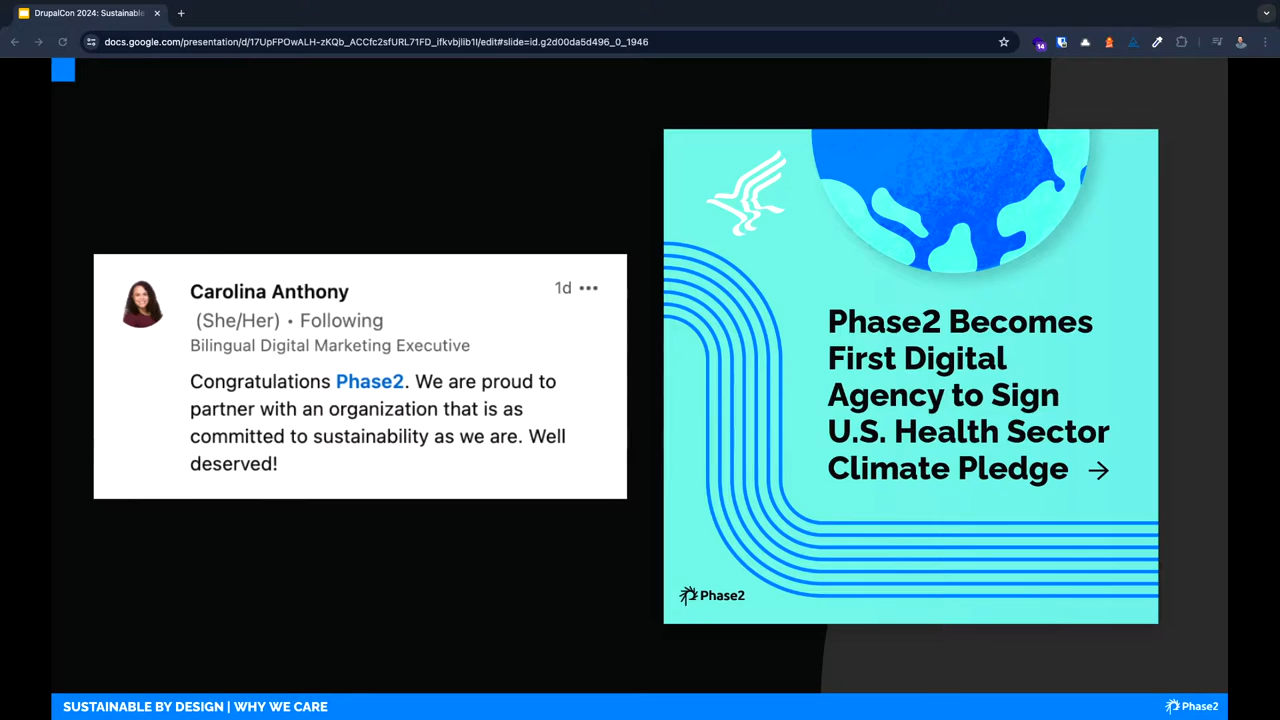 DrupalCon 2024: Sustainable
docs.google.com/presentation/d/17UpFPOwALH-zKQb_ACCfc2sfURL71FD_ifkvbjlib1I/edit#slide=id.g2d00da5d496_0_1946
14
Carolina Anthony
1d •••
(She/Her) • Following
Bilingual Digital Marketing Executive
Congratulations Phase2. We are proud to
partner with an organization that is as
committed to sustainability as we are. Well
deserved!
Phase2 Becomes
First Digital
Agency to Sign
U.S. Health Sector
Climate Pledge →
Phase2
SUSTAINABLE BY DESIGN | WHY WE CARE
Phase2